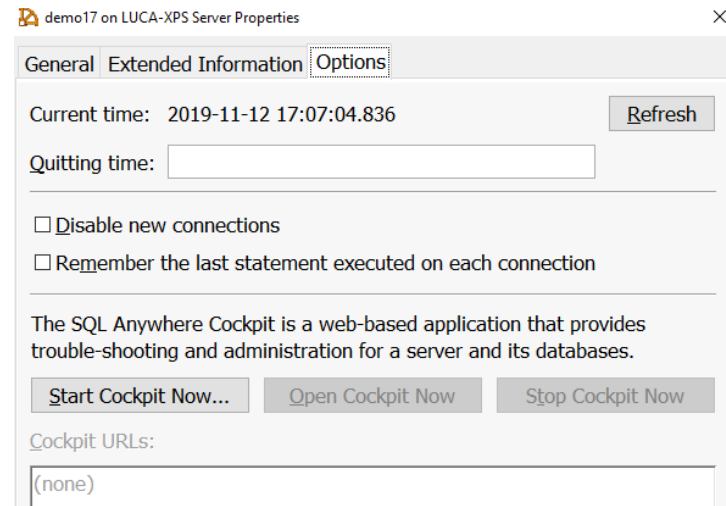 demo17 on LUCA-XPS Server Properties
General Extended Information Options
Current time: 2019-11-12 17:07:04.836 Refresh
Quitting time:
Disable new connections
Remember the last statement executed on each connection
The SQL Anywhere Cockpit is a web-based application that provides
trouble-shooting and administration for a server and its databases.
Start Cockpit Now... Open Cockpit Now Stop Cockpit Now
Cockpit URLs:
(none)